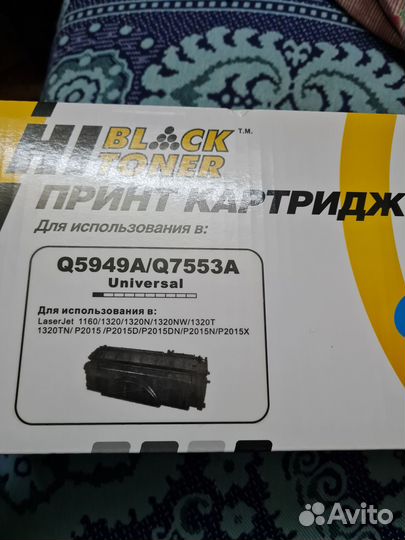 HI BLACK T.M.
TONER
ПРИНТ КАРТРИДЖ
Для использования в:
Q5949A/Q7553A
Universal
Для использования в:
LaserJet 1160/1320/1320N/1320NW/1320T
1320TN/ P2015 /P2015D/P2015DN/P2015N/P2015X
Avito